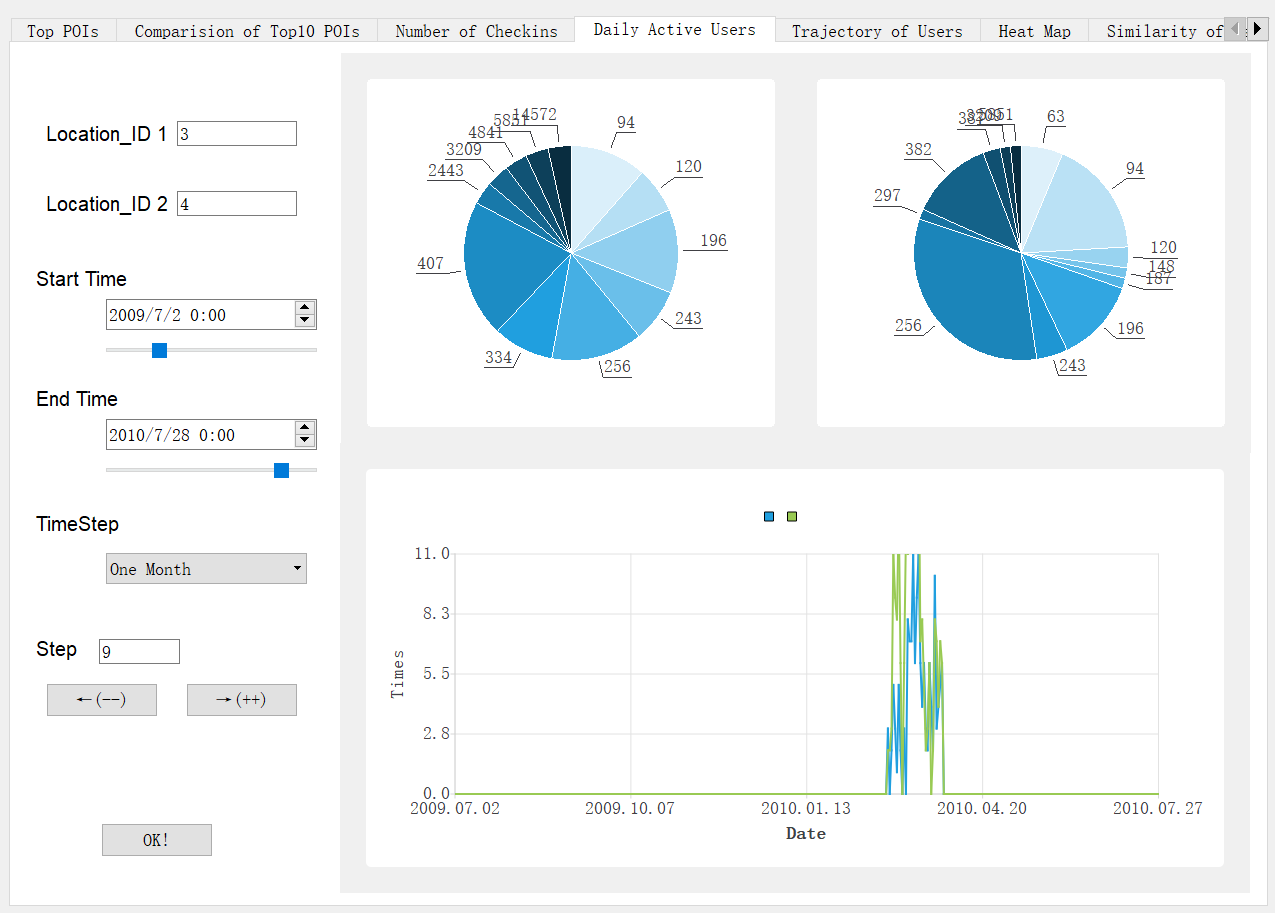 Top POIs
Comparision of Top10 POIs
Number of Checkins
Daily Active Users
Trajectory of Users
Heat Map
Similarity of
Location_ID 1
3
Location_ID 2
4
Start Time
2009/7/2 0:00
End Time
2010/7/28 0:00
TimeStep
One Month
Step
9
←(--)
→(++)
OK!
94
120
196
243
256
334
407
2443
3209
4841
5851
14572
63
94
120
148
187
196
243
256
297
382
5851
11.0
8.3
5.5
2.8
0.0
Times
2009.07.02
2009.10.07
2010.01.13
2010.04.20
2010.07.27
Date